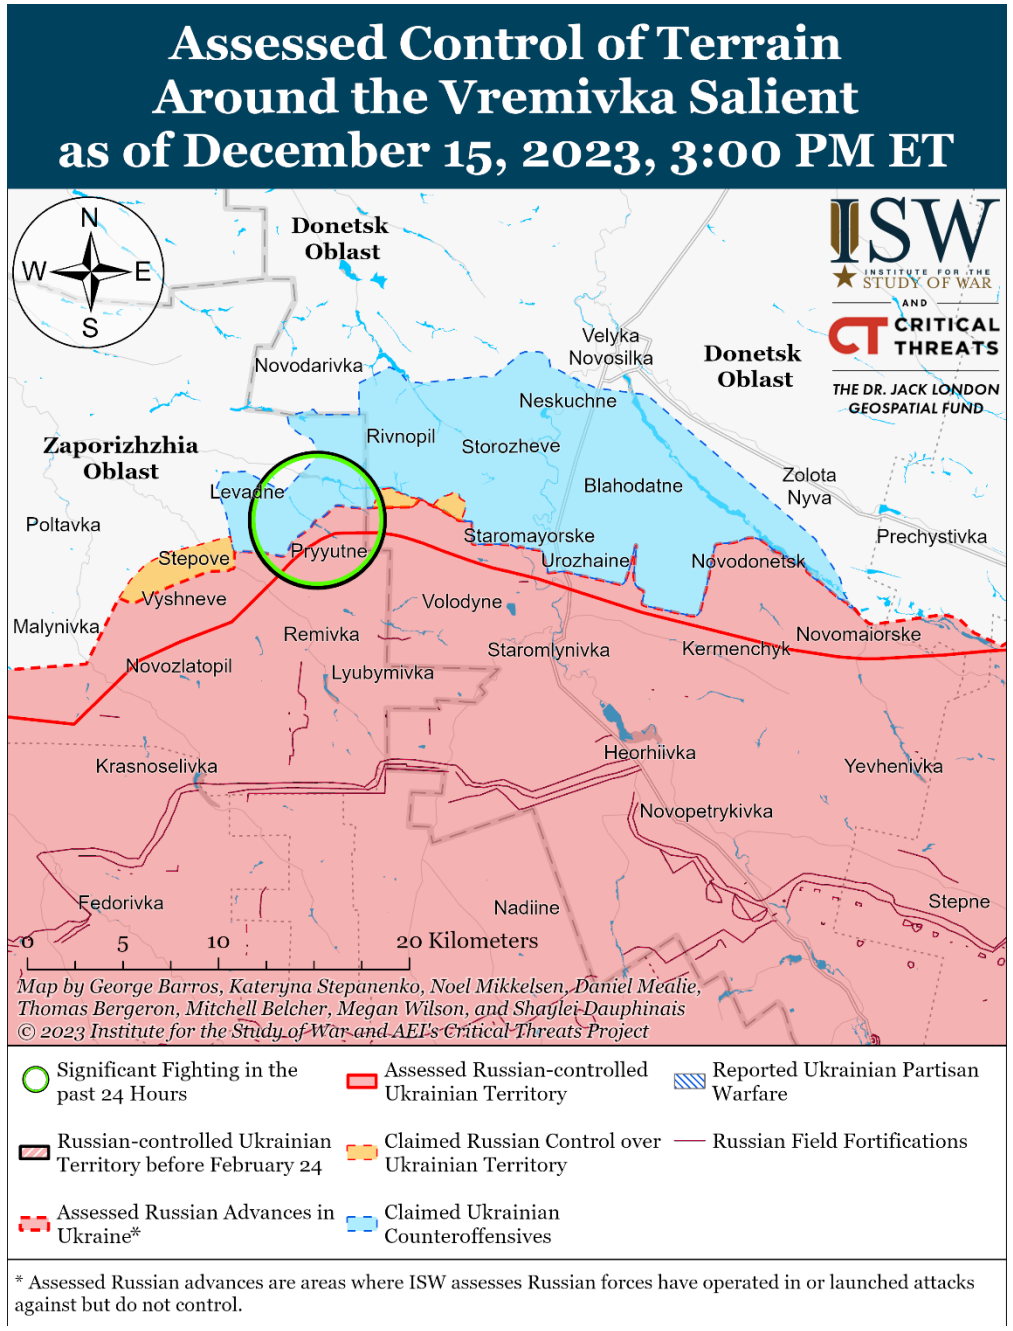 Assessed Control of Terrain
Around the Vremivka Salient
as of December 15, 2023, 3:00 PM ET
N
W
E
S
Donetsk
Oblast
ISW
INSTITUTE FOR THE
STUDY OF WAR
AND
CT CRITICAL
THREATS
THE DR. JACK LONDON
GEOSPATIAL FUND
Velyka
Novosilka
Donetsk
Oblast
Novodarivka
Neskuchne
Rivnopil
Storozheve
Zaporizhzhia
Oblast
Zolota
Nyva
Levadne
Blahodatne
Poltavka
Staromayorske
Prechystivka
Pryyutne
Stepove
Urozhaine
Novodonetsk
Vyshneve
Volodyne
Malynivka
Remivka
Novomaiorske
Staromlynivka
Kermenchyk
Novozlatopil
Lyubymivka
Heorhiivka
Krasnoselivka
Yevhenivka
Novopetrykivka
Fedorivka
Nadiine
Stepne
0 5 10 20 Kilometers
Map by George Barros, Kateryna Stepanenko, Noel Mikkelsen, Daniel Mealie,
Thomas Bergeron, Mitchell Belcher, Megan Wilson, and Shaylei Dauphinais
© 2023 Institute for the Study of War and AEI's Critical Threats Project
Significant Fighting in the
past 24 Hours
Assessed Russian-controlled
Ukrainian Territory
Reported Ukrainian Partisan
Warfare
Russian-controlled Ukrainian
Territory before February 24
Claimed Russian Control over
Ukrainian Territory
Russian Field Fortifications
Assessed Russian Advances in
Ukraine*
Claimed Ukrainian
Counteroffensives
* Assessed Russian advances are areas where ISW assesses Russian forces have operated in or launched attacks
against but do not control.